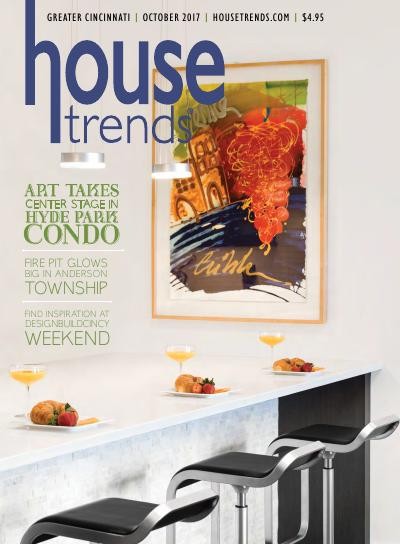 GREATER CINCINNATI | OCTOBER 2017 | HOUSETRENDS.COM | $4.95
house
trends
ART TAKES
CENTER STAGE IN
HYDE PARK
CONDO
FIRE PIT GLOWS
BIG IN ANDERSON
TOWNSHIP
FIND INSPIRATION AT
DESIGNBUILDCINCY
WEEKEND